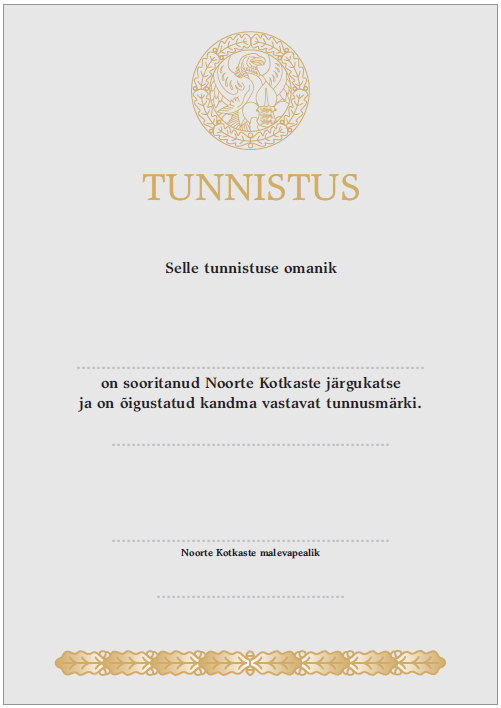 TUNNISTUS
Selle tunnistuse omanik
on sooritanud Noorte Kotkaste järgukatse
ja on õigustatud kandma vastavat tunnusmärki.
Noorte Kotkaste malevapealik